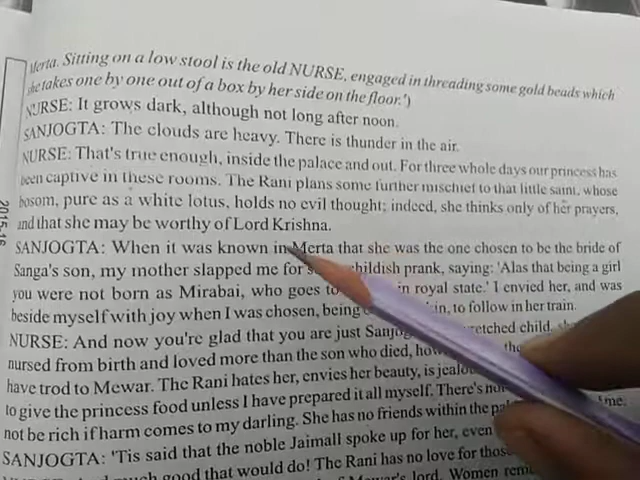 Merta. Sitting on a low stool is the old NURSE, engaged in threading some gold beads which
she takes one by one out of a box by her side on the floor.')
NURSE: It grows dark, although not long after noon.
SANJOGTA: The clouds are heavy. There is thunder in the air.
NURSE: That's true enough, inside the palace and out. For three whole days our princess has
been captive in these rooms. The Rani plans some further mischief to that little saint, whose
bosom, pure as a white lotus, holds no evil thought; indeed, she thinks only of her prayers,
and that she may be worthy of Lord Krishna.
SANJOGTA: When it was known in Merta that she was the one chosen to be the bride of
Sanga's son, my mother slapped me for childish prank, saying: 'Alas that being a girl
you were not born as Mirabai, who goes to in royal state.' I envied her, and was
beside myself with joy when I was chosen, being in, to follow in her train.
NURSE: And now you're glad that you are just child,
nursed from birth and loved more than the son who died,
have trod to Mewar. The Rani hates her, envies her beauty, is
to give the princess food unless I have prepared it all myself. There's me,
not be rich if harm comes to my darling. She has no friends within the
SANJOGTA: 'Tis said that the noble Jaimall spoke up for her, even
good that would do! The Rani has no love for
lord. Women
2015-16